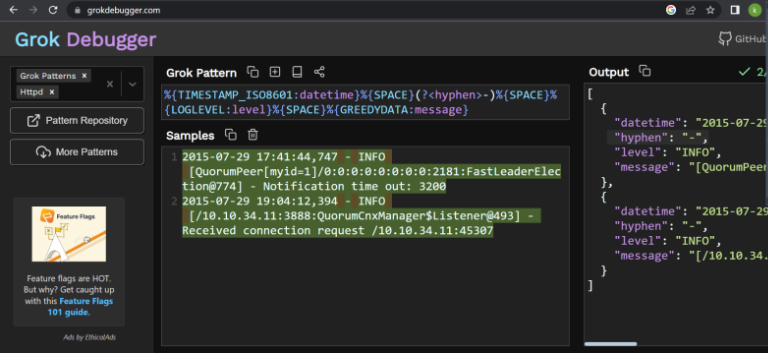 grokdebugger.com
k
Grok Debugger
GitHub
Grok Patterns ×
Httpd ×
Pattern Repository
More Patterns
Feature Flags
Feature flags are HOT.
But why? Get caught up
with this Feature Flags
101 guide.
Ads by EthicalAds
Grok Pattern
%{TIMESTAMP_ISO8601:datetime}%{SPACE}(?<hyphen>-)%{SPACE}%
{LOGLEVEL:level}%{SPACE}%{GREEDYDATA:message}
Samples
1 2015-07-29 17:41:44,747 - INFO
[QuorumPeer[myid=1]/0:0:0:0:0:0:0:0:2181:FastLeaderElec
tion@774] - Notification time out: 3200
2 2015-07-29 19:04:12,394 - INFO
[/10.10.34.11:3888:QuorumCnxManager$Listener@493] -
Received connection request /10.10.34.11:45307
Output
2/
[
{
"datetime": "2015-07-29
"hyphen": "-",
"level": "INFO",
"message": "[QuorumPeer
},
{
"datetime": "2015-07-29
"hyphen": "-",
"level": "INFO",
"message": "[/10.10.34.
}
]